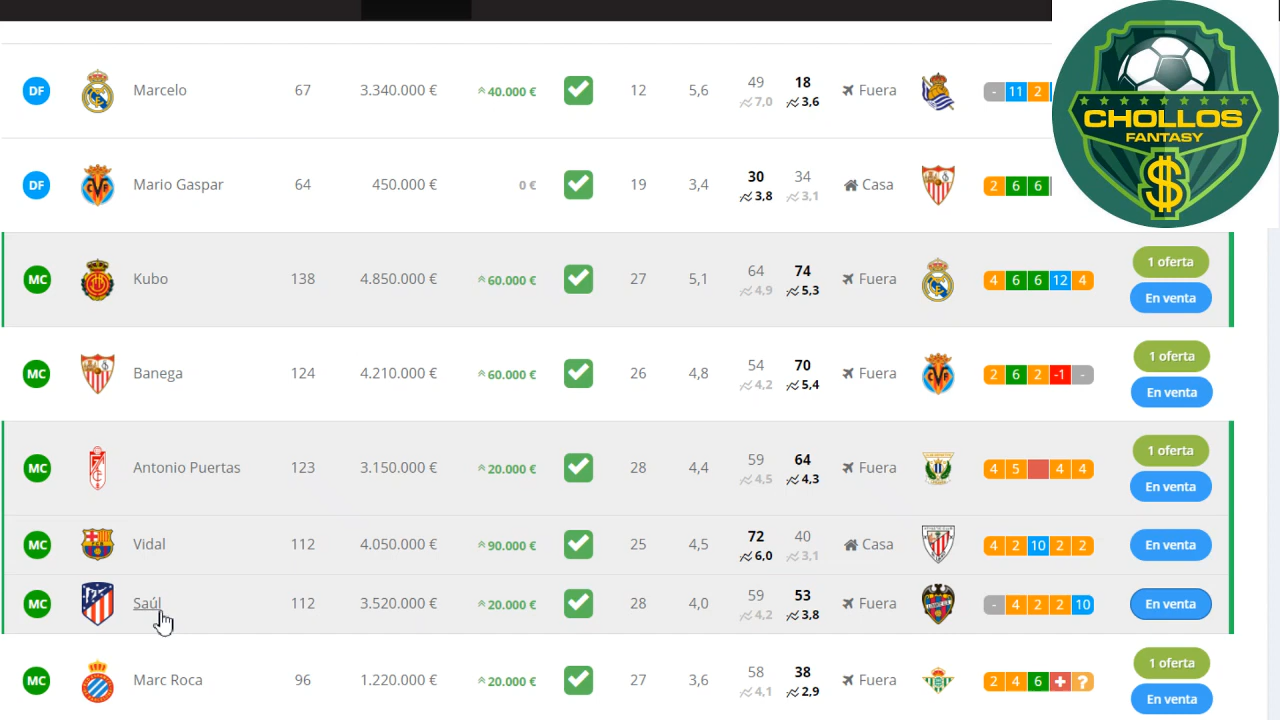 DF Marcelo 67 3.340.000 € 40.000 € 12 5,6 49 7,0 18 3,6 Fuera - 11 2
CHOLLOS
FANTASY
$
DF Mario Gaspar 64 450.000 € 0 € 19 3,4 30 3,8 34 3,1 Casa 2 6 6
MC Kubo 138 4.850.000 € 60.000 € 27 5,1 64 4,9 74 5,3 Fuera 4 6 6 12 4 1 oferta
En venta
MC Banega 124 4.210.000 € 60.000 € 26 4,8 54 4,2 70 5,4 Fuera 2 6 2 -1 - 1 oferta
En venta
MC Antonio Puertas 123 3.150.000 € 20.000 € 28 4,4 59 4,5 64 4,3 Fuera 4 5 4 4 1 oferta
En venta
MC Vidal 112 4.050.000 € 90.000 € 25 4,5 72 6,0 40 3,1 Casa 4 2 10 2 2 En venta
MC Saúl 112 3.520.000 € 20.000 € 28 4,0 59 4,2 53 3,8 Fuera - 4 2 2 10 En venta
MC Marc Roca 96 1.220.000 € 20.000 € 27 3,6 58 4,1 38 2,9 Fuera 2 4 6 + ? 1 oferta
En venta